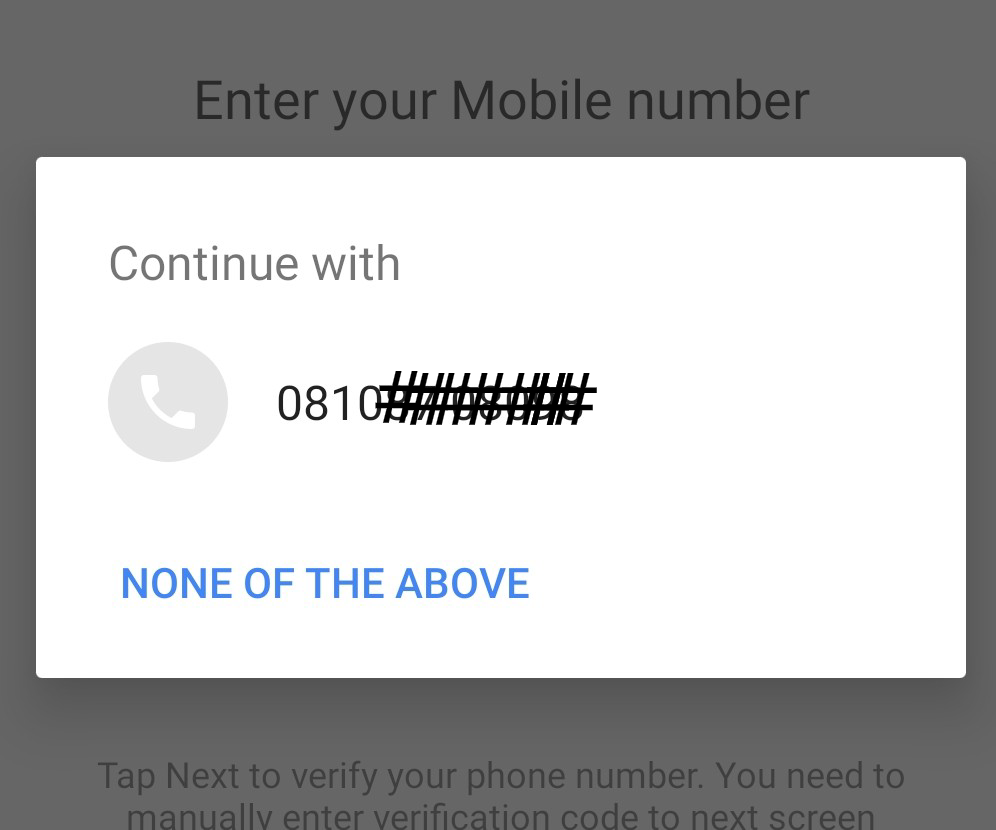 Enter your Mobile number
Continue with
0810
NONE OF THE ABOVE
Tap Next to verify your phone number. You need to
manually enter verification code to next screen